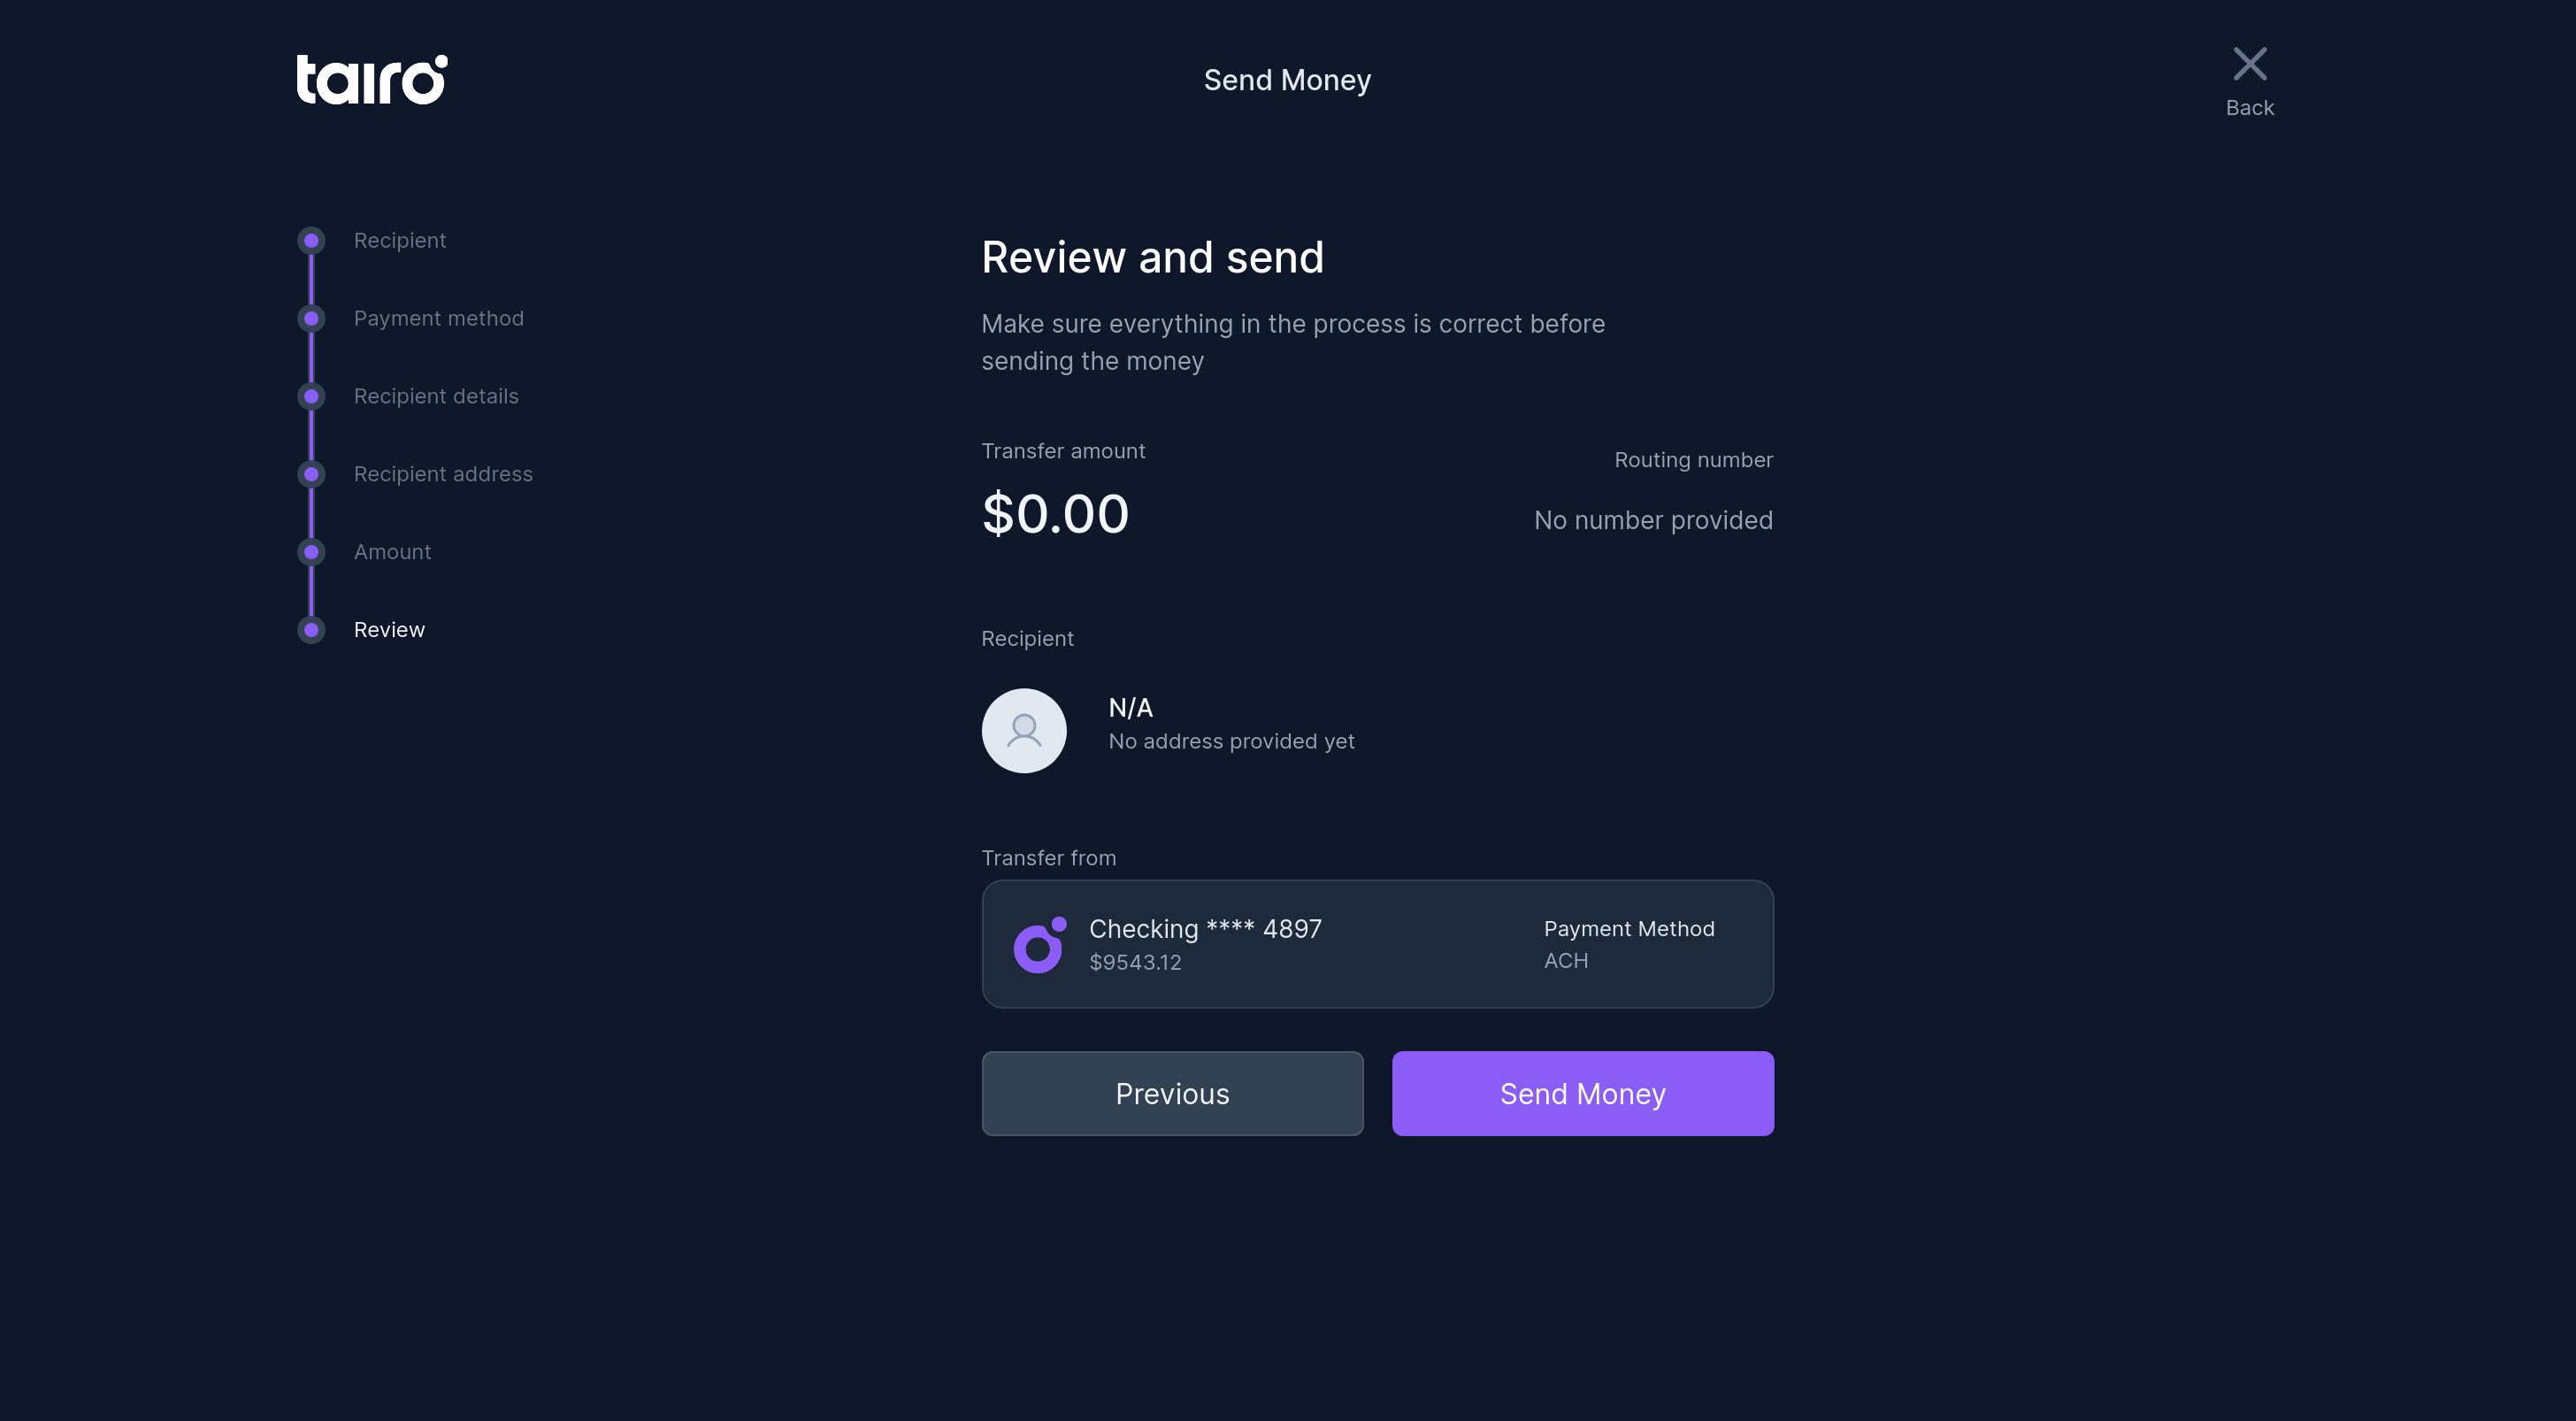 tairo
Send Money
Back
Recipient
Payment method
Recipient details
Recipient address
Amount
Review
Review and send
Make sure everything in the process is correct before
sending the money
Transfer amount
$0.00
Routing number
No number provided
Recipient
N/A
No address provided yet
Transfer from
Checking **** 4897
$9543.12
Payment Method
ACH
Previous
Send Money